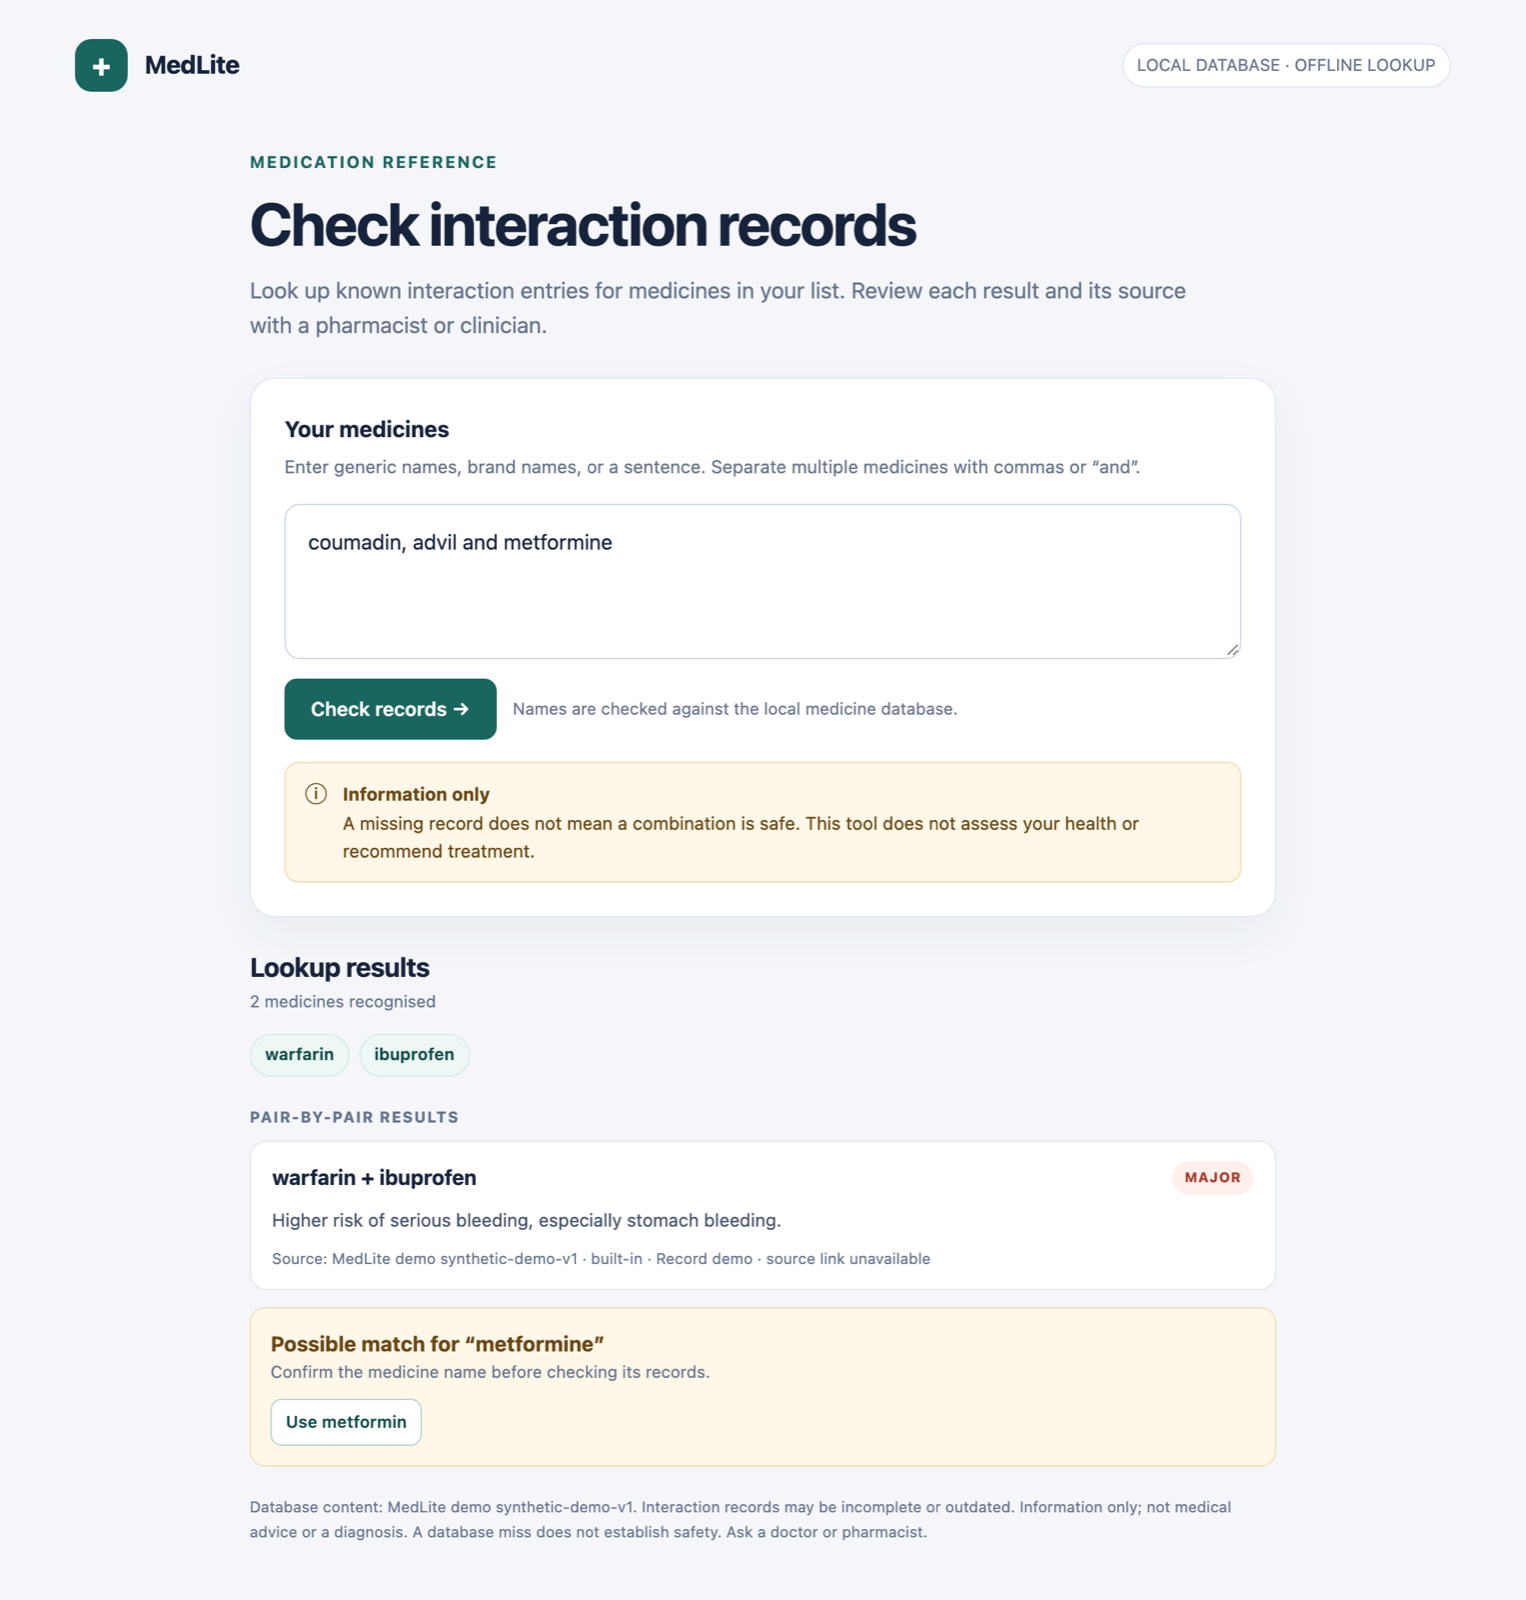 +
MedLite
LOCAL DATABASE · OFFLINE LOOKUP
MEDICATION REFERENCE
Check interaction records
Look up known interaction entries for medicines in your list. Review each result and its source
with a pharmacist or clinician.
Your medicines
Enter generic names, brand names, or a sentence. Separate multiple medicines with commas or “and”.
coumadin, advil and metformine
Check records →
Names are checked against the local medicine database.
ⓘ Information only
A missing record does not mean a combination is safe. This tool does not assess your health or
recommend treatment.
Lookup results
2 medicines recognised
warfarin
ibuprofen
PAIR-BY-PAIR RESULTS
warfarin + ibuprofen
MAJOR
Higher risk of serious bleeding, especially stomach bleeding.
Source: MedLite demo synthetic-demo-v1 · built-in · Record demo · source link unavailable
Possible match for “metformine”
Confirm the medicine name before checking its records.
Use metformin
Database content: MedLite demo synthetic-demo-v1. Interaction records may be incomplete or outdated. Information only; not medical
advice or a diagnosis. A database miss does not establish safety. Ask a doctor or pharmacist.